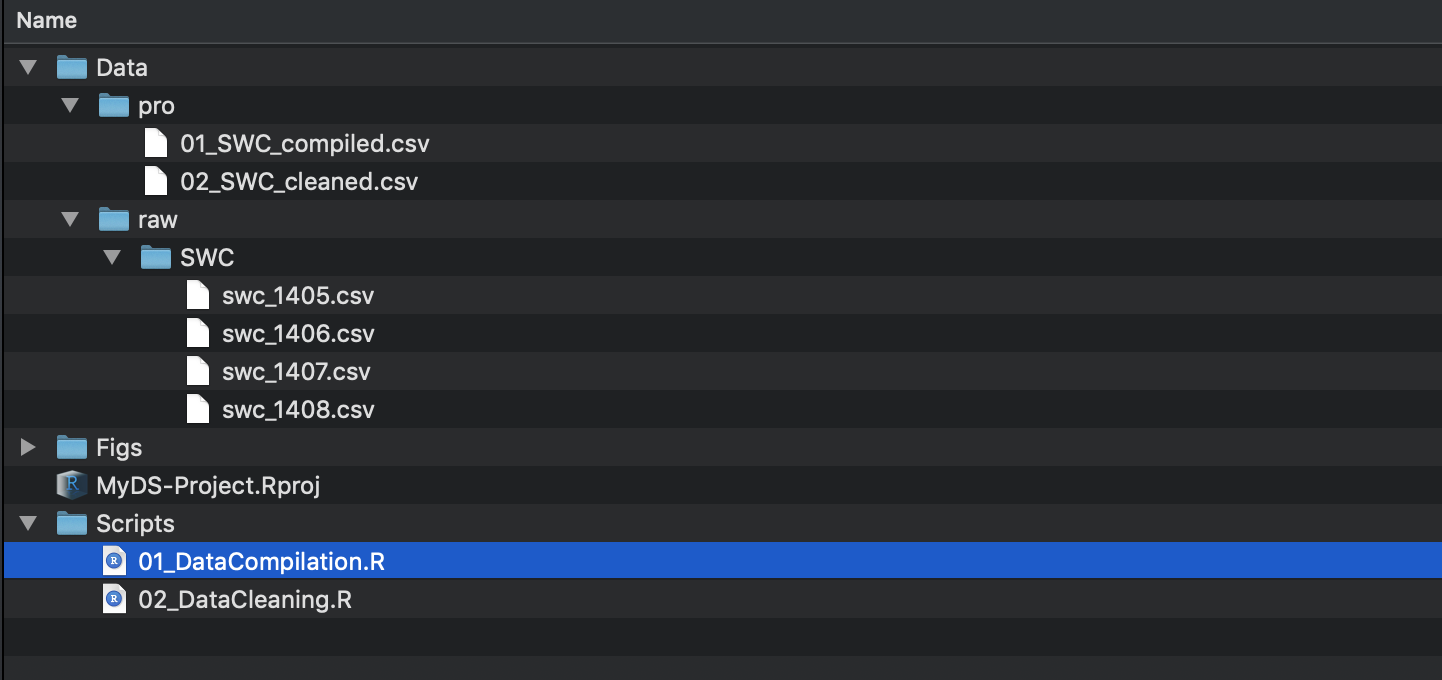 Name
Data
pro
01_SWC_compiled.csv
02_SWC_cleaned.csv
raw
SWC
swc_1405.csv
swc_1406.csv
swc_1407.csv
swc_1408.csv
Figs
MyDS-Project.Rproj
Scripts
01_DataCompilation.R
02_DataCleaning.R